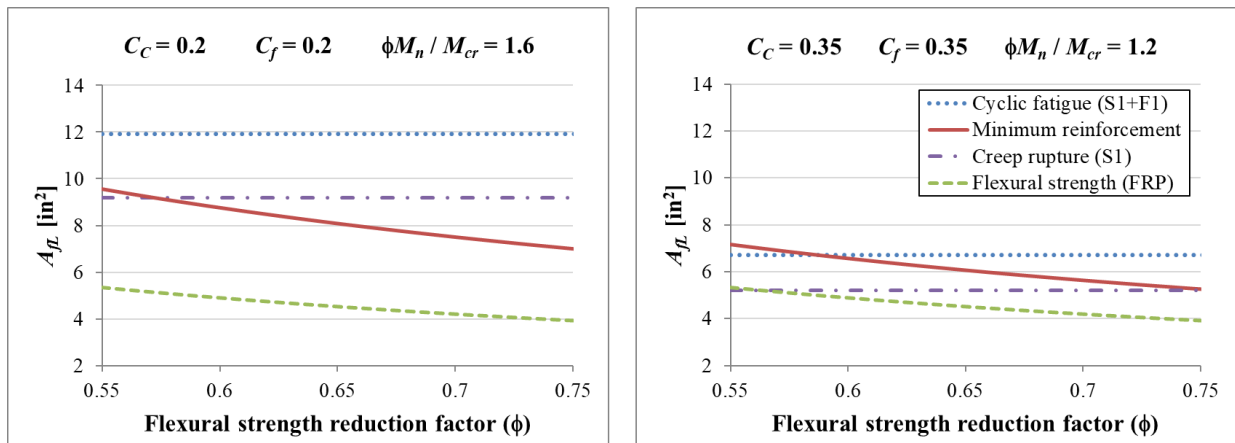 C_C = 0.2 C_f = 0.2 ϕM_n / M_cr = 1.6
14
12
10
8
6
4
2
A_fL [in²]
0.55 0.6 0.65 0.7 0.75
Flexural strength reduction factor (ϕ)
C_C = 0.35 C_f = 0.35 ϕM_n / M_cr = 1.2
14
12
10
8
6
4
2
A_fL [in²]
Cyclic fatigue (S1+F1)
Minimum reinforcement
Creep rupture (S1)
Flexural strength (FRP)
0.55 0.6 0.65 0.7 0.75
Flexural strength reduction factor (ϕ)